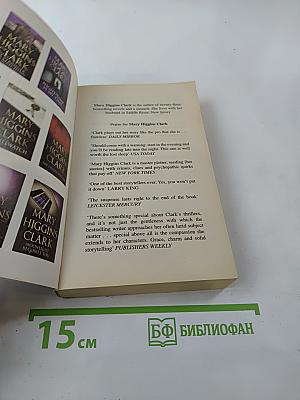 MARY
HIGGINS
CLARK
MARY
HIGGINS
CLARK
MARY
HIGGINS
CLARK
Mary Higgins Clark is the author of twenty-three
bestselling novels and a memoir. She lives with her
husband in Saddle River, New Jersey
Praise for Mary Higgins Clark
'Clark plays out her story like the pro that she is . . .
flawless' DAILY MIRROR
'Should come with a warning: start in the evening and
you'll be reading late into the night. This one is well
worth the lost sleep' USA TODAY
'Mary Higgins Clark is a master plotter, seeding [her
stories] with crimes, clues and psychopathic quirks
that pay off' NEW YORK TIMES
'One of the best storytellers ever. Yes, you won't put
it down' LARRY KING
'The suspense lasts right to the end of the book'
LEICESTER MERCURY
'There's something special about Clark's thrillers,
and it's not just the gentleness with which the
bestselling writer approaches her often lurid subject
matter . . . special above all is the compassion she
extends to her characters. Grace, charm and solid
storytelling' PUBLISHERS WEEKLY
15 см
БФ БИБЛИОФАН